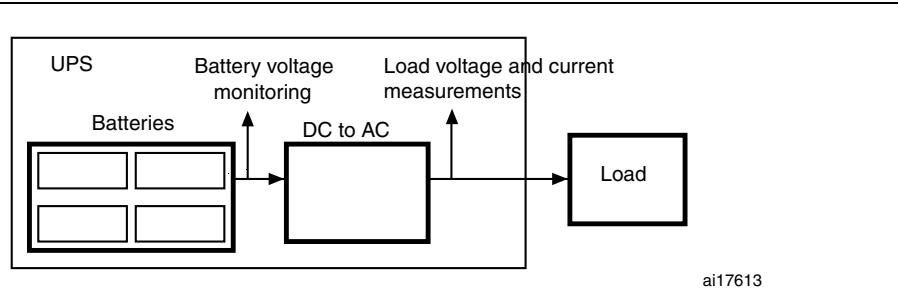 UPS
Battery voltage
monitoring
Load voltage and current
measurements
Batteries
DC to AC
Load
ai17613